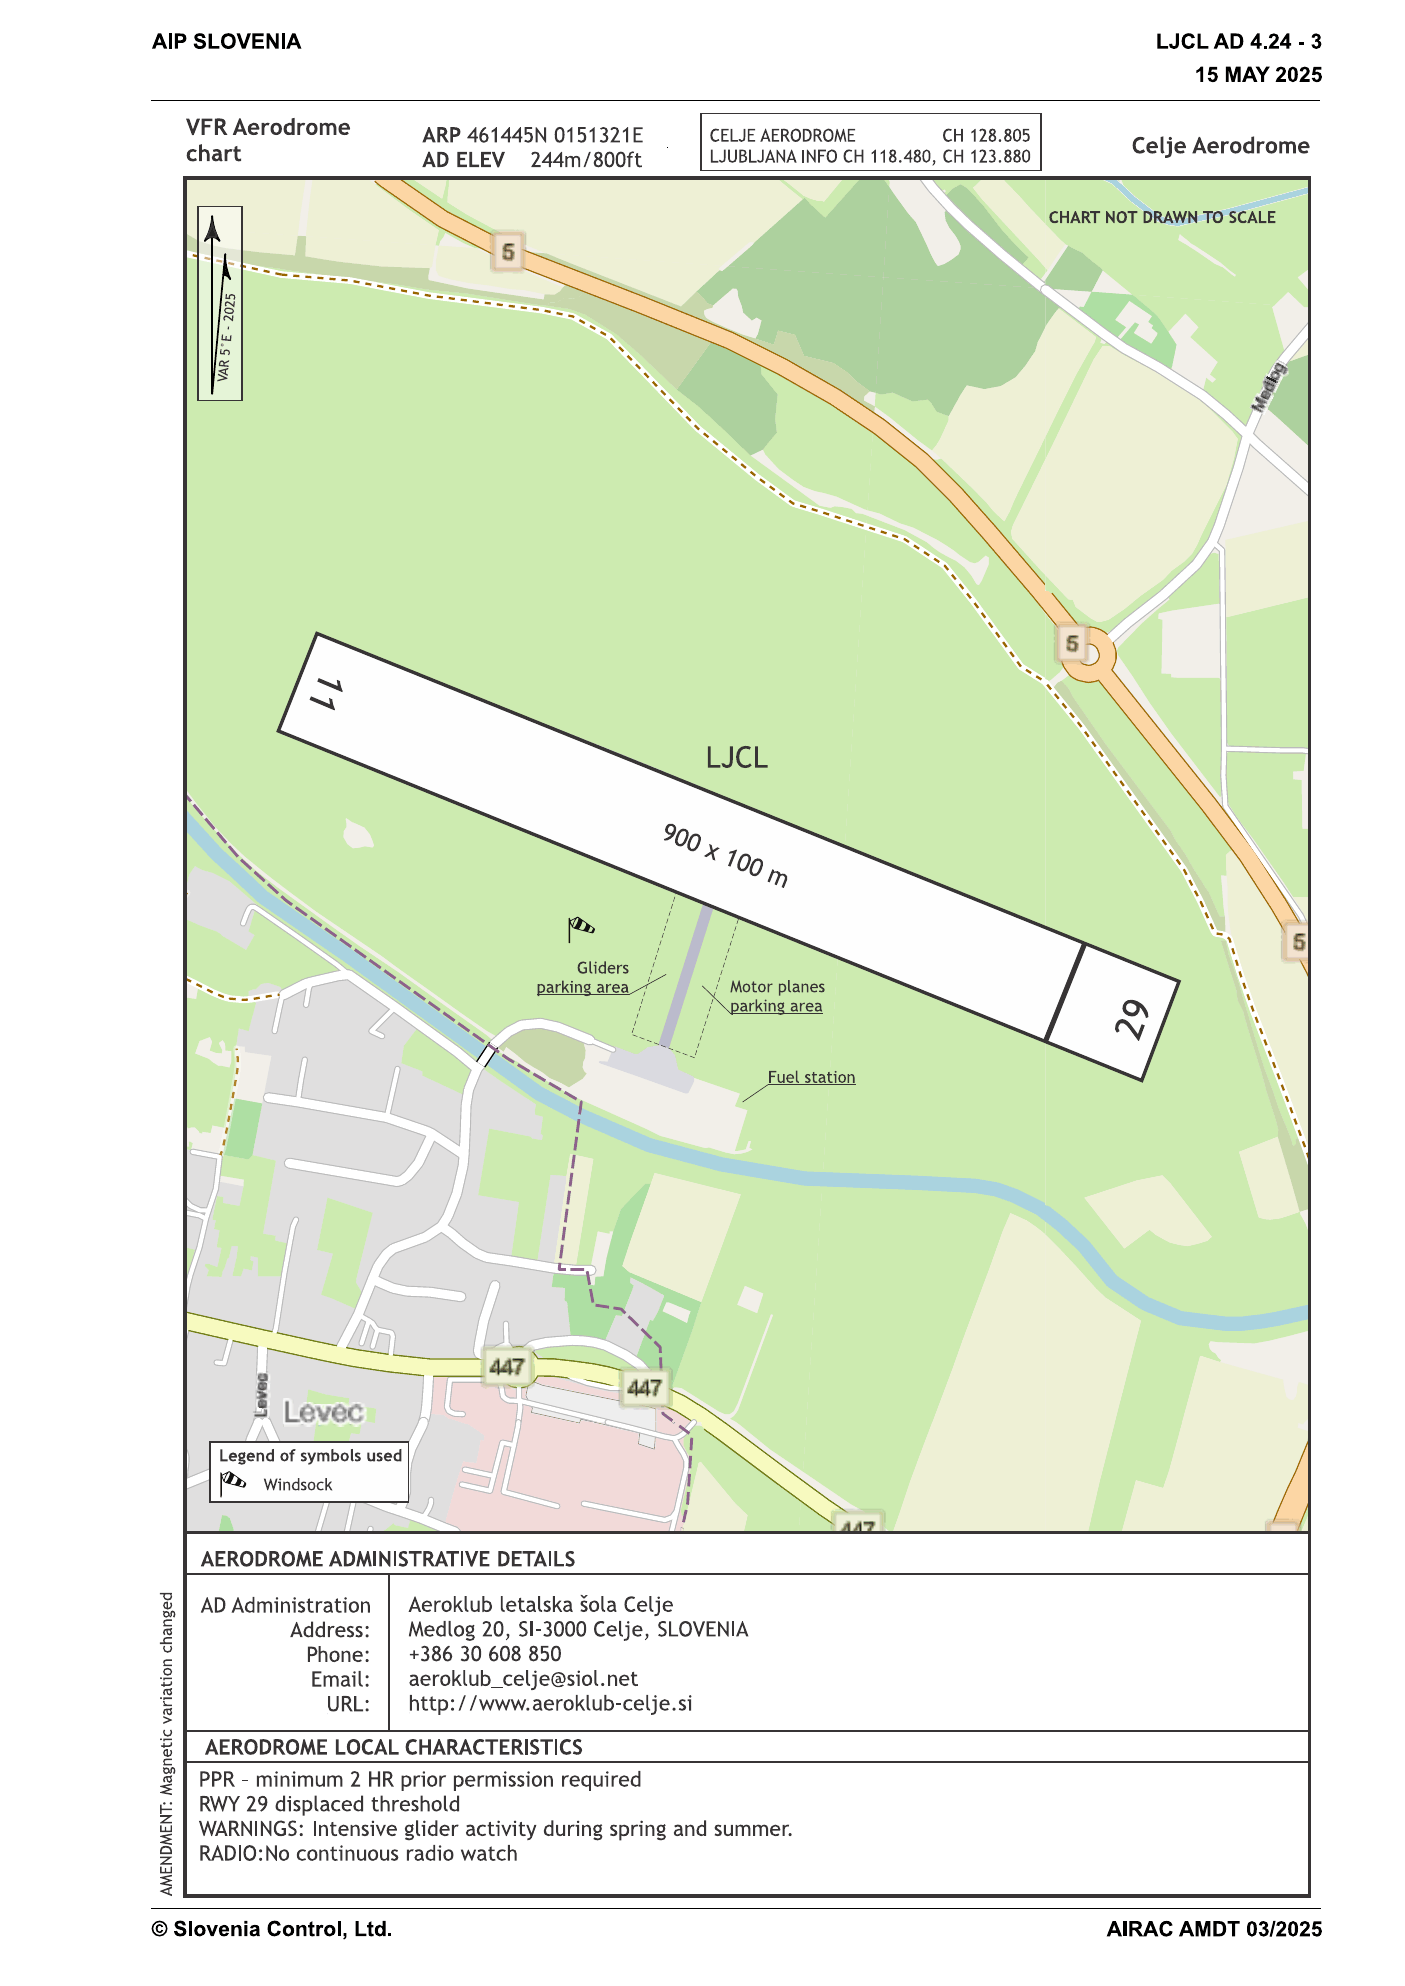 AIP SLOVENIA
LJCL AD 4.24 - 3
15 MAY 2025
VFR Aerodrome
chart
ARP 461445N 0151321E
AD ELEV 244m/800ft
CELJE AERODROME CH 128.805
LJUBLJANA INFO CH 118.480, CH 123.880
Celje Aerodrome
CHART NOT DRAWN TO SCALE
VAR 5°E - 2025
5
Medlog
5
11
LJCL
900 x 100 m
5
Gliders
parking area
Motor planes
parking area
29
Fuel station
447
447
Levec
Levec
447
Legend of symbols used
Windsock
AERODROME ADMINISTRATIVE DETAILS
AD Administration Aeroklub letalska šola Celje
Address: Medlog 20, SI-3000 Celje, SLOVENIA
Phone: +386 30 608 850
Email: aeroklub_celje@siol.net
URL: http://www.aeroklub-celje.si
AERODROME LOCAL CHARACTERISTICS
PPR - minimum 2 HR prior permission required
RWY 29 displaced threshold
WARNINGS: Intensive glider activity during spring and summer.
RADIO:No continuous radio watch
AMENDMENT: Magnetic variation changed
© Slovenia Control, Ltd.
AIRAC AMDT 03/2025